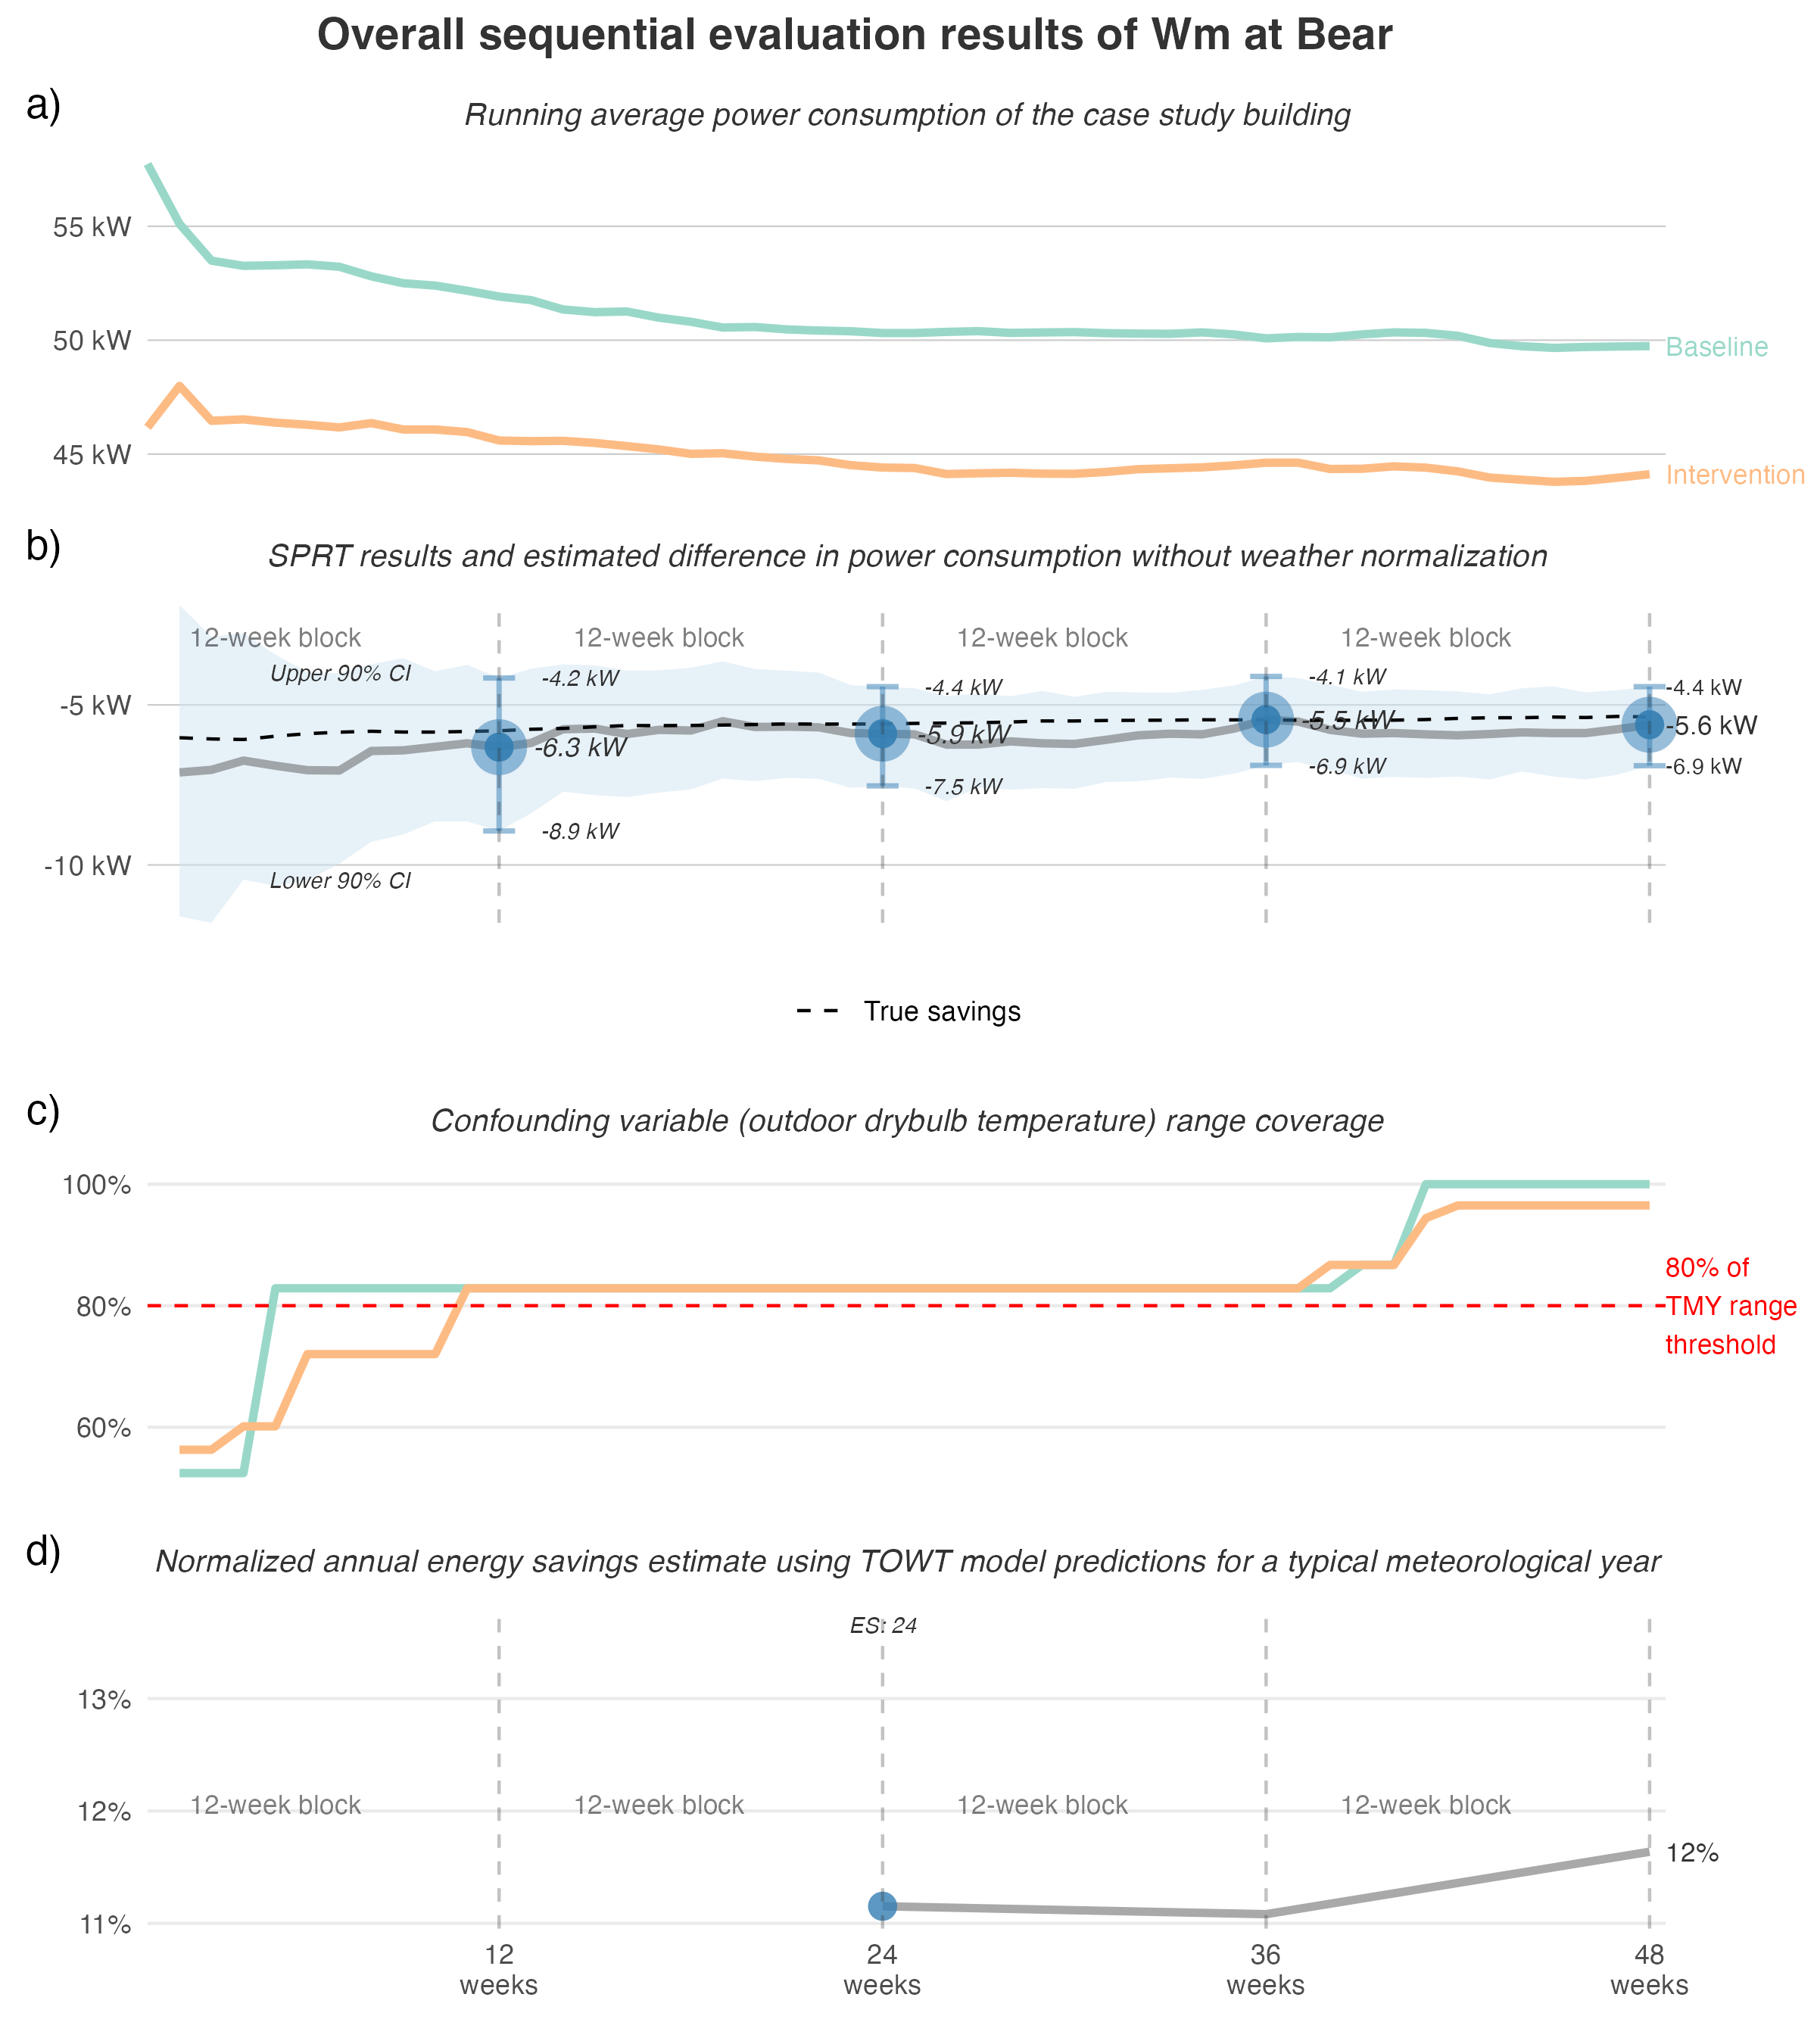 Overall sequential evaluation results of Wm at Bear
a)
Running average power consumption of the case study building
55 kW
50 kW
45 kW
Baseline
Intervention
b)
SPRT results and estimated difference in power consumption without weather normalization
12-week block
12-week block
12-week block
12-week block
Upper 90% CI
-4.2 kW
-4.4 kW
-4.1 kW
-4.4 kW
-5 kW
-6.3 kW
-5.9 kW
-5.5 kW
-5.6 kW
-7.5 kW
-6.9 kW
-6.9 kW
-8.9 kW
-10 kW
Lower 90% CI
True savings
c)
Confounding variable (outdoor drybulb temperature) range coverage
100%
80%
60%
80% of
TMY range
threshold
d)
Normalized annual energy savings estimate using TOWT model predictions for a typical meteorological year
ES: 24
13%
12%
11%
12-week block
12-week block
12-week block
12-week block
12%
12
weeks
24
weeks
36
weeks
48
weeks